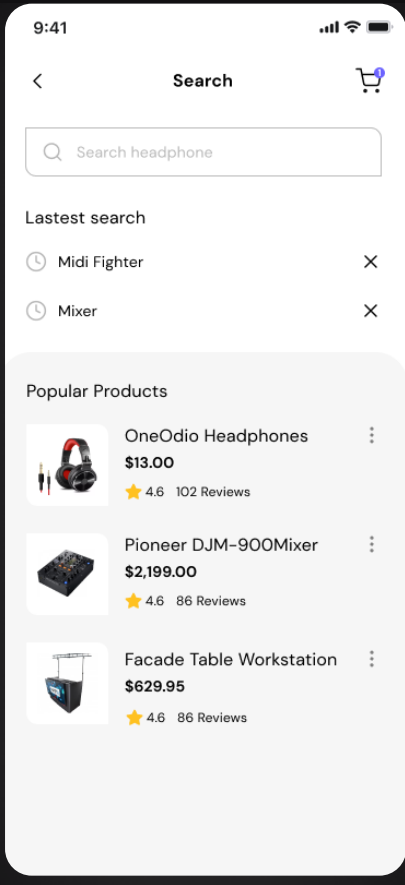 9:41
Search
1
Search headphone
Lastest search
Midi Fighter
Mixer
Popular Products
OneOdio Headphones
$13.00
4.6 102 Reviews
Pioneer DJM-900Mixer
$2,199.00
4.6 86 Reviews
Facade Table Workstation
$629.95
4.6 86 Reviews